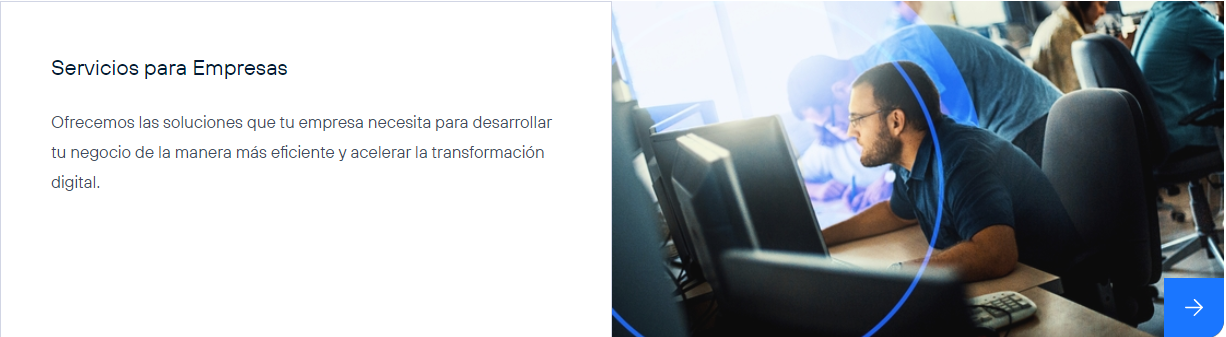 Servicios para Empresas
Ofrecemos las soluciones que tu empresa necesita para desarrollar
tu negocio de la manera más eficiente y acelerar la transformación
digital.